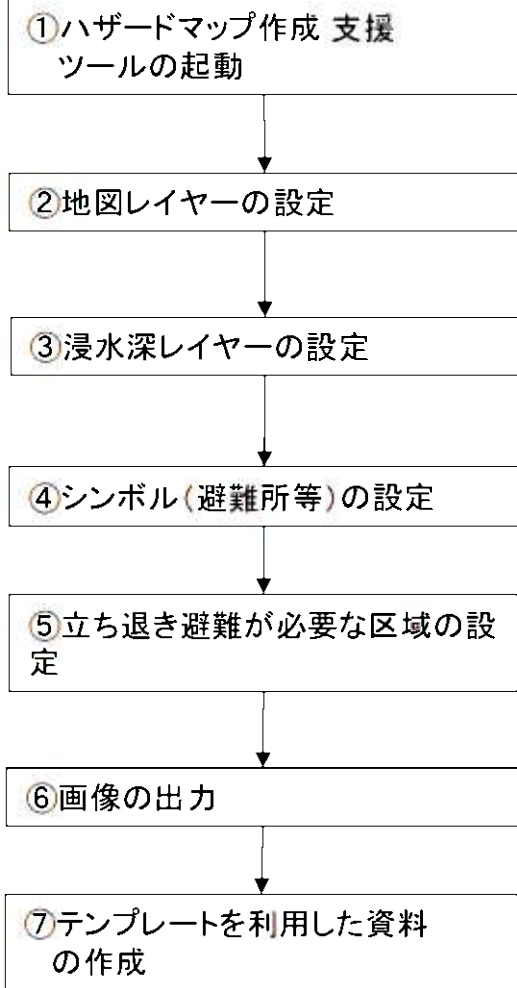 ①ハザードマップ作成 支援
ツールの起動
②地図レイヤーの設定
③浸水深レイヤーの設定
④シンボル(避難所等)の設定
⑤立ち退き避難が必要な区域の設
定
⑥画像の出力
⑦テンプレートを利用した資料
の作成